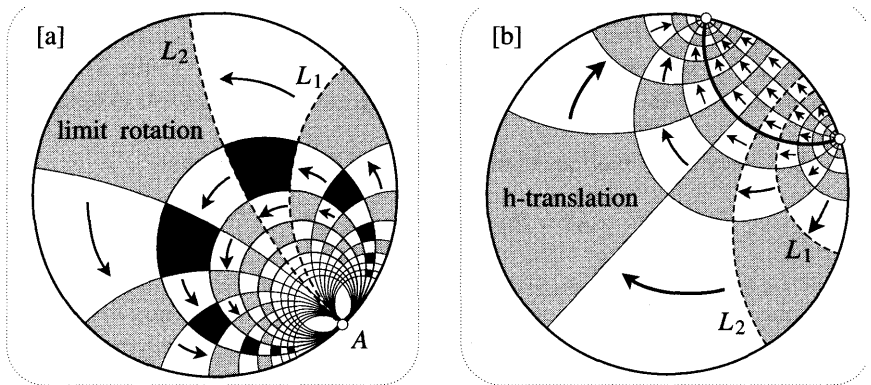 [a]
L₂
L₁
limit rotation
A
[b]
h-translation
L₁
L₂